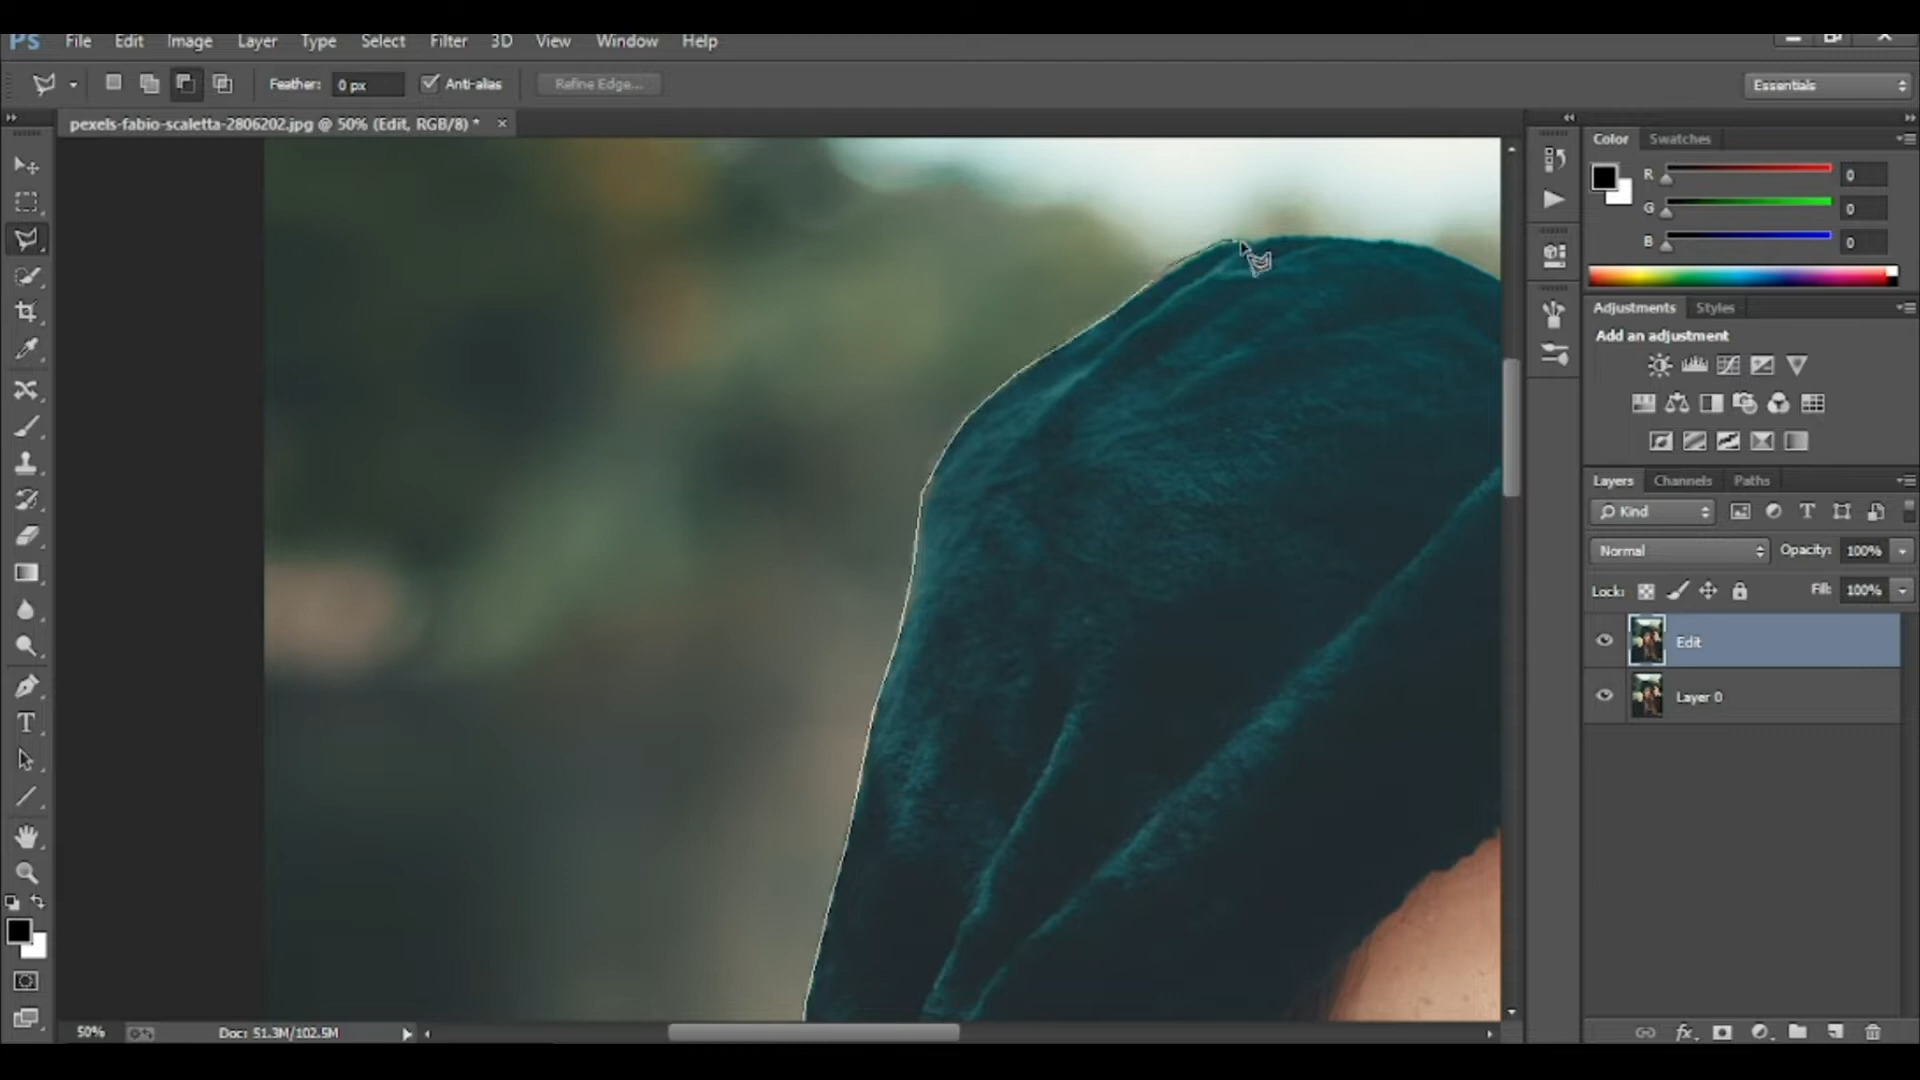 Ps File Edit Image Layer Type Select Filter 3D View Window Help
Feather: 0 px Anti-alias Refine Edge... Essentials
pexels-fabio-scaletta-2806202.jpg @ 50% (Edit, RGB/8) * ×
Color Swatches
R 0
G 0
B 0
Adjustments Styles
Add an adjustment
Layers Channels Paths
Kind
Normal Opacity: 100%
Lock: Fill: 100%
Edit
Layer 0
50% Doc: 51.3M/102.5M